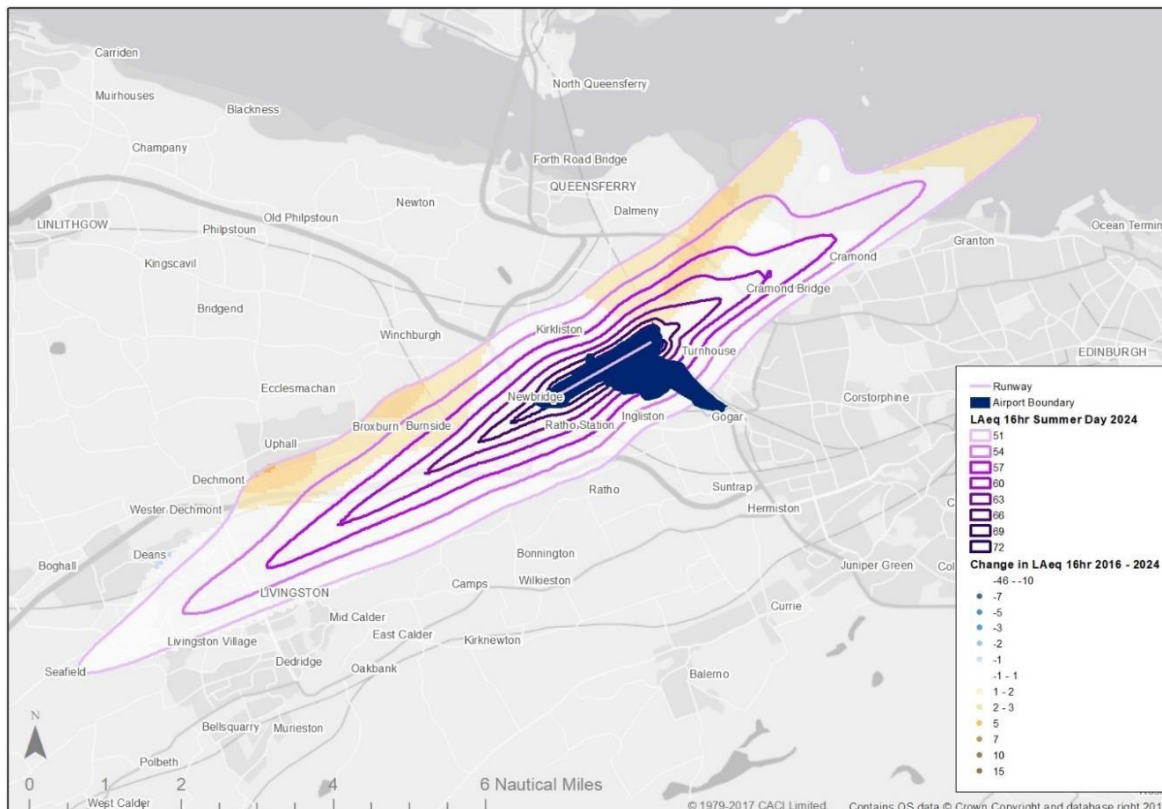 Carriden
North Queensferry
Muirhouses
Blackness
Champany
Forth Road Bridge
QUEENSFERRY
Newton
Dalmeny
LINLITHGOW
Old Philpstoun
Philpstoun
Ocean Termin
Granton
Kingscavil
Cramond
Cramond Bridge
Bridgend
Kirkliston
Winchburgh
Turnhouse
EDINBURGH
Ecclesmachan
Newbridge
Corstorphine
Ingliston
Gogar
Broxburn
Burnside
Ratho Station
Uphall
Dechmont
Suntrap
Ratho
Wester Dechmont
Hermiston
Deans
Bonnington
Boghall
Juniper Green
Col
Camps
Wilkieston
LIVINGSTON
Currie
Mid Calder
East Calder
Kirknewton
Livingston Village
Dedridge
Oakbank
Seafield
Balerno
Bellsquarry
Murieston
Polbeth
West Calder
N
0 2 4 6 Nautical Miles
Runway
Airport Boundary
LAeq 16hr Summer Day 2024
51
54
57
60
63
66
69
72
Change in LAeq 16hr 2016 - 2024
-46 - -10
-7
-5
-3
-2
-1
-1 - 1
1 - 2
2 - 3
5
7
10
15
© 1979-2017 CACI Limited
Contains OS data © Crown Copyright and database right 201